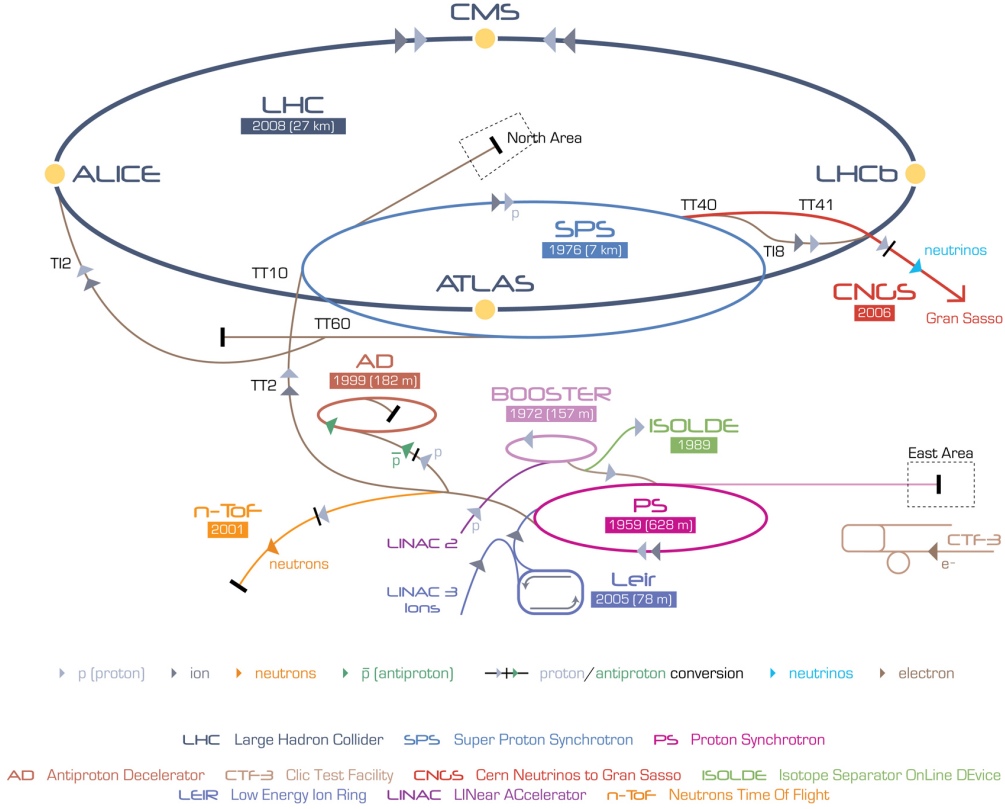 CMS
LHC
2008 (27 km)
North Area
ALICE
LHCb
TT40
TT41
p
SPS
1976 (7 km)
TI8
neutrinos
TI2
TT10
ATLAS
CNGS
2006
Gran Sasso
TT60
AD
1999 (182 m)
TT2
BOOSTER
1972 (157 m)
ISOLDE
1989
p̅
p
East Area
n-ToF
2001
p
PS
1959 (628 m)
LINAC 2
CTF-3
e-
neutrons
LINAC 3
Ions
Leir
2005 (78 m)
p (proton) ion neutrons p̅ (antiproton) proton/antiproton conversion neutrinos electron
LHC Large Hadron Collider SPS Super Proton Synchrotron PS Proton Synchrotron
AD Antiproton Decelerator CTF-3 Clic Test Facility CNGS Cern Neutrinos to Gran Sasso ISOLDE Isotope Separator OnLine DEvice
LEIR Low Energy Ion Ring LINAC LINear ACcelerator n-ToF Neutrons Time Of Flight